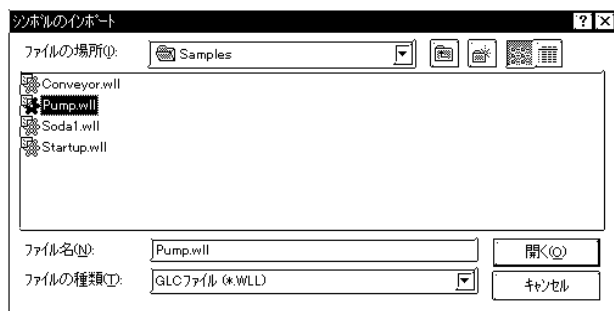 シンボルのインポート
ファイルの場所(I): Samples
Conveyor.wll
Pump.wll
Soda1.wll
Startup.wll
ファイル名(N): Pump.wll 開く(O)
ファイルの種類(T): GLCファイル (*.WLL) キャンセル